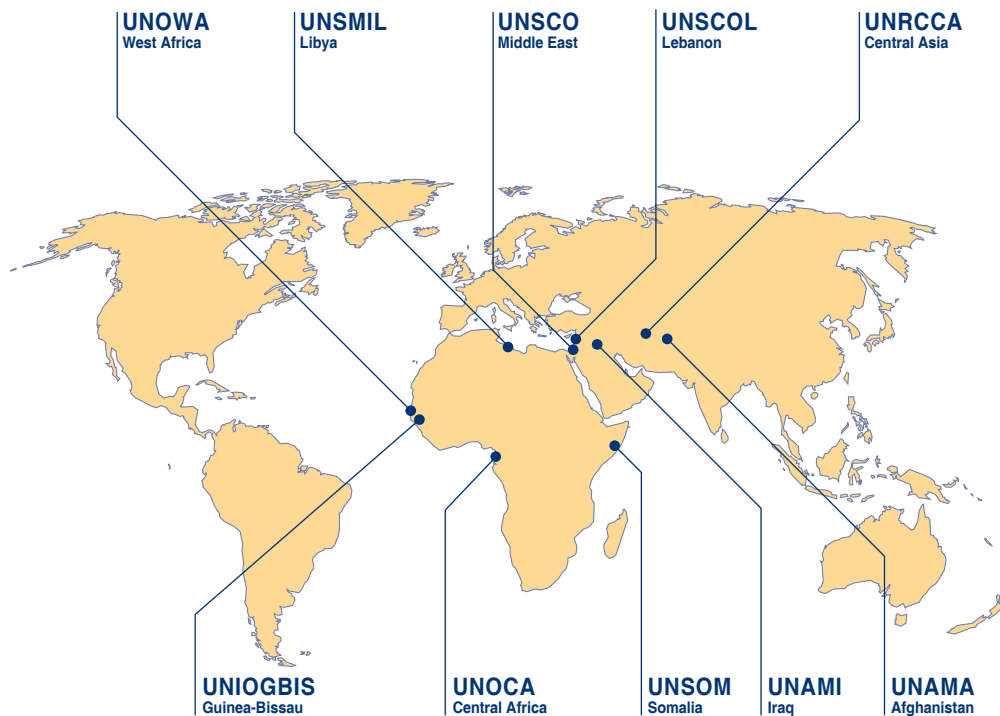 UNOWA
West Africa
UNSMIL
Libya
UNSCO
Middle East
UNSCOL
Lebanon
UNRCCA
Central Asia
UNIOGBIS
Guinea-Bissau
UNOCA
Central Africa
UNSOM
Somalia
UNAMI
Iraq
UNAMA
Afghanistan